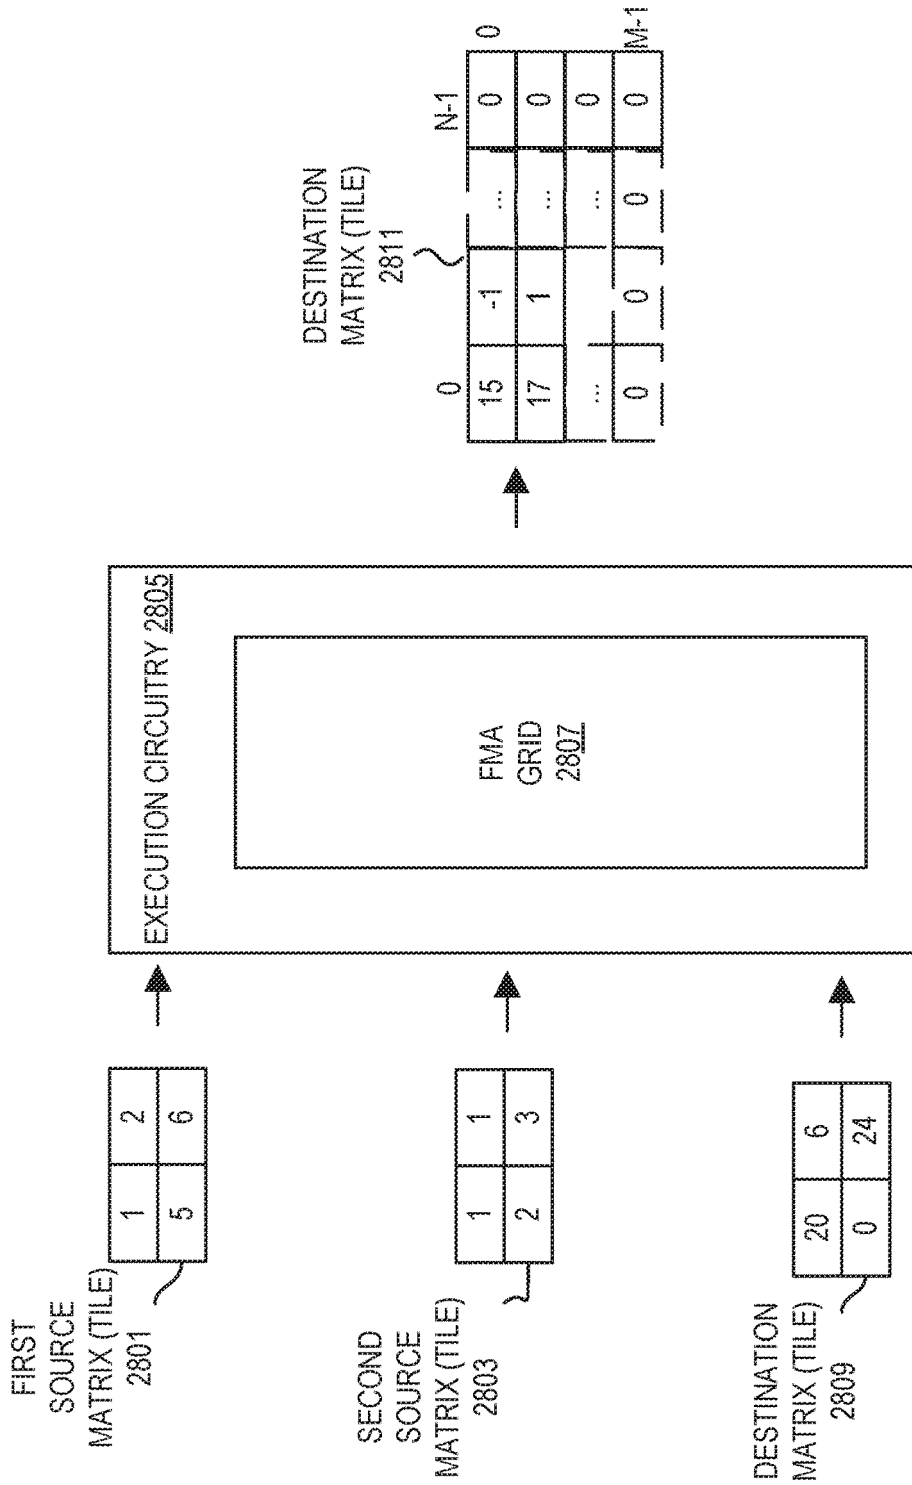 FIRST
SOURCE
MATRIX (TILE)
2801
1 2
5 6
SECOND
SOURCE
MATRIX (TILE)
2803
1 1
2 3
DESTINATION
MATRIX (TILE)
2809
20 6
0 24
EXECUTION CIRCUITRY 2805
FMA
GRID
2807
DESTINATION
MATRIX (TILE)
2811
0 N-1
15 -1 ... 0 0
17 1 ... 0
... ... 0
0 0 0 0 M-1